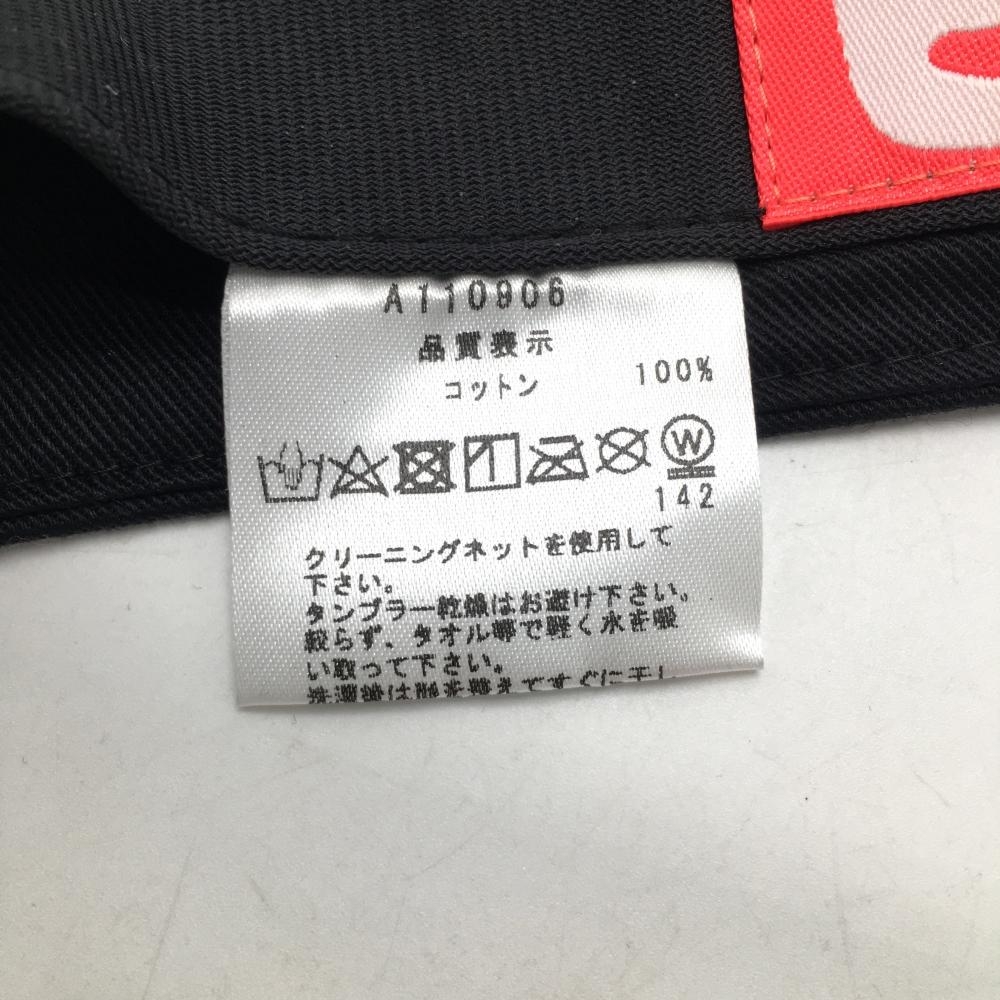 A110906
品質表示
コットン 100%
W
142
クリーニングネットを使用して
下さい。
タンブラー乾燥はお避け下さい。
絞らず、タオル等で軽く水を吸
い取って下さい。